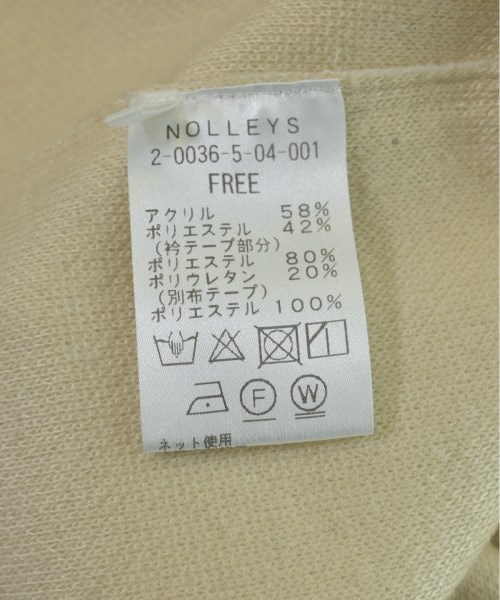 NOLLEYS
2-0036-5-04-001
FREE
アクリル 58%
ポリエステル 42%
(衿テープ部分)
ポリエステル 80%
ポリウレタン 20%
(別布テープ)
ポリエステル 100%
F W
ネット使用